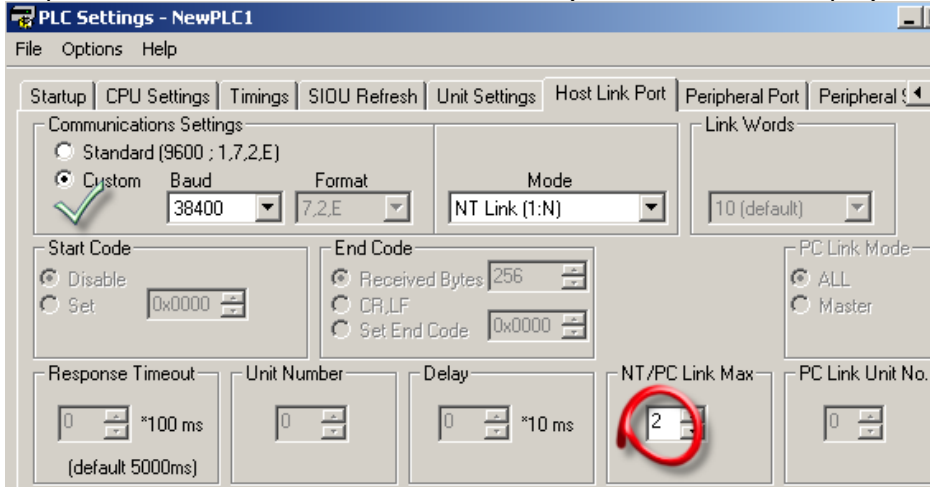 PLC Settings - NewPLC1
File Options Help
Startup CPU Settings Timings SIOU Refresh Unit Settings Host Link Port Peripheral Port Peripheral
Communications Settings Link Words
Standard (9600 ; 1,7,2,E)
Custom Baud Format Mode
38400 7,2,E NT Link (1:N) 10 (default)
Start Code End Code PC Link Mode
Disable Received Bytes 256 ALL
Set 0x0000 CR,LF Master
Set End Code 0x0000
Response Timeout Unit Number Delay NT/PC Link Max PC Link Unit No.
0 *100 ms 0 0 *10 ms 2 0
(default 5000ms)